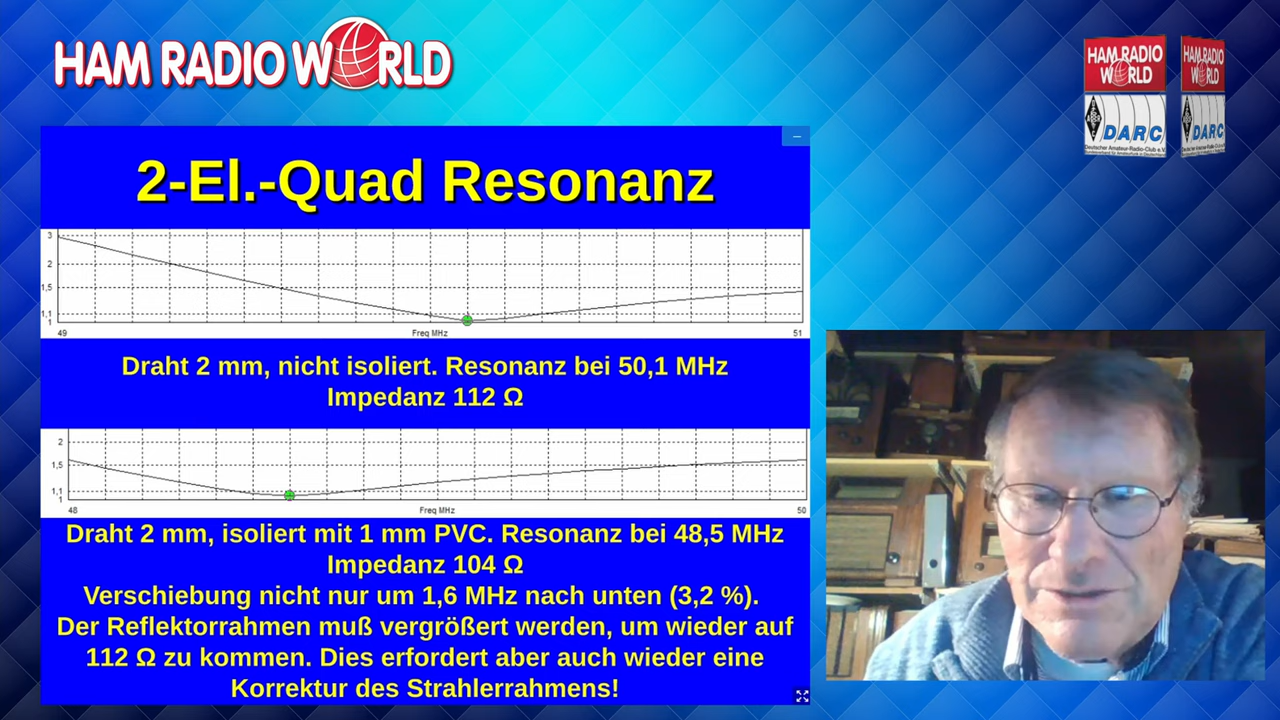 HAM RADIO WORLD
HAM RADIO
WORLD
DARC
Deutscher Amateur-Radio-Club e.V.
HAM RADIO
WORLD
DARC
2-El.-Quad Resonanz
3
2
1,5
1,1
1
49
Freq MHz
51
Draht 2 mm, nicht isoliert. Resonanz bei 50,1 MHz
Impedanz 112 Ω
2
1,5
1,1
1
48
Freq MHz
50
Draht 2 mm, isoliert mit 1 mm PVC. Resonanz bei 48,5 MHz
Impedanz 104 Ω
Verschiebung nicht nur um 1,6 MHz nach unten (3,2 %).
Der Reflektorrahmen muß vergrößert werden, um wieder auf
112 Ω zu kommen. Dies erfordert aber auch wieder eine
Korrektur des Strahlerrahmens!